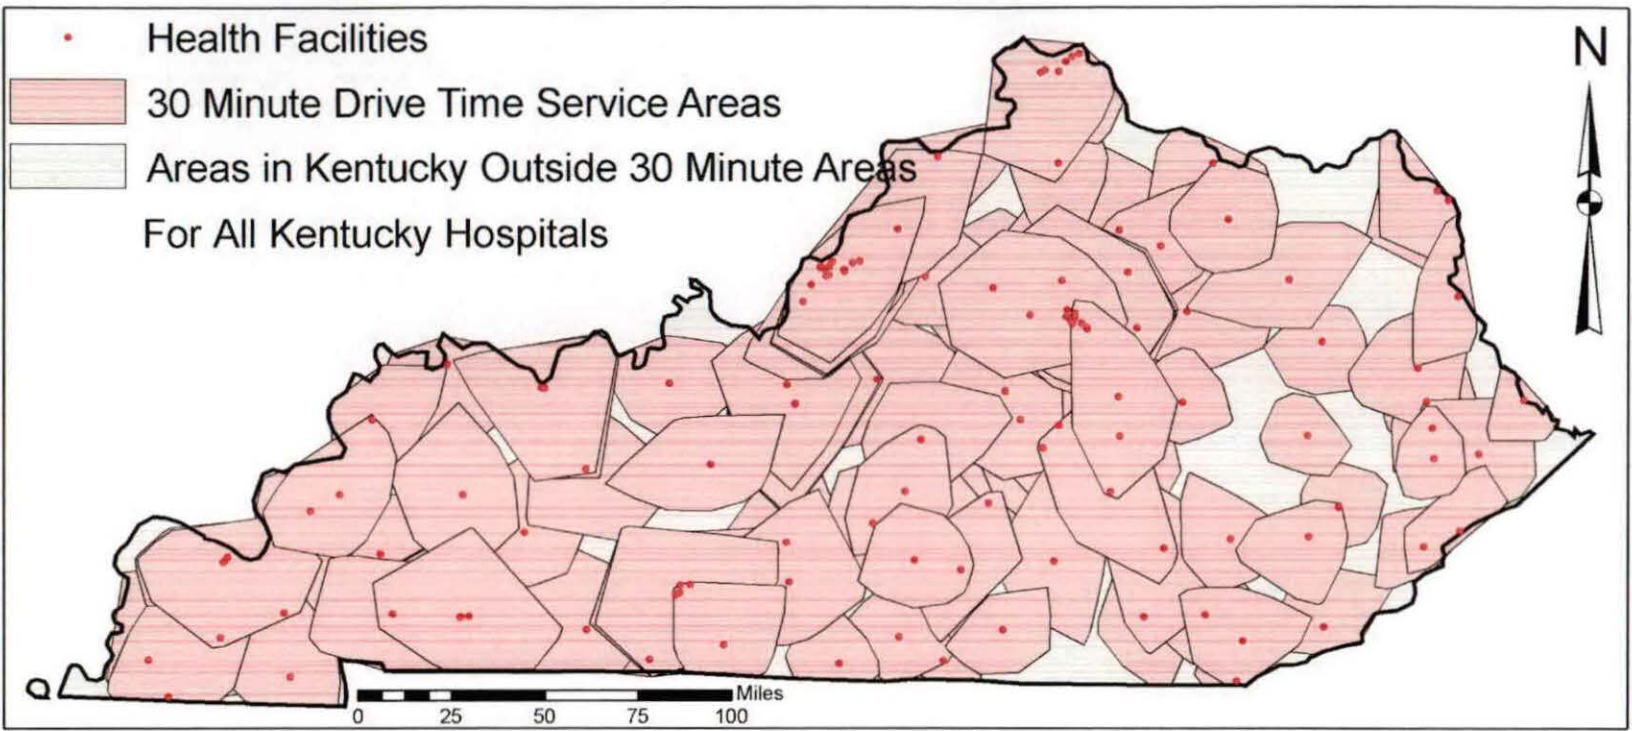 Health Facilities
30 Minute Drive Time Service Areas
Areas in Kentucky Outside 30 Minute Areas
For All Kentucky Hospitals
N
Miles
0 25 50 75 100